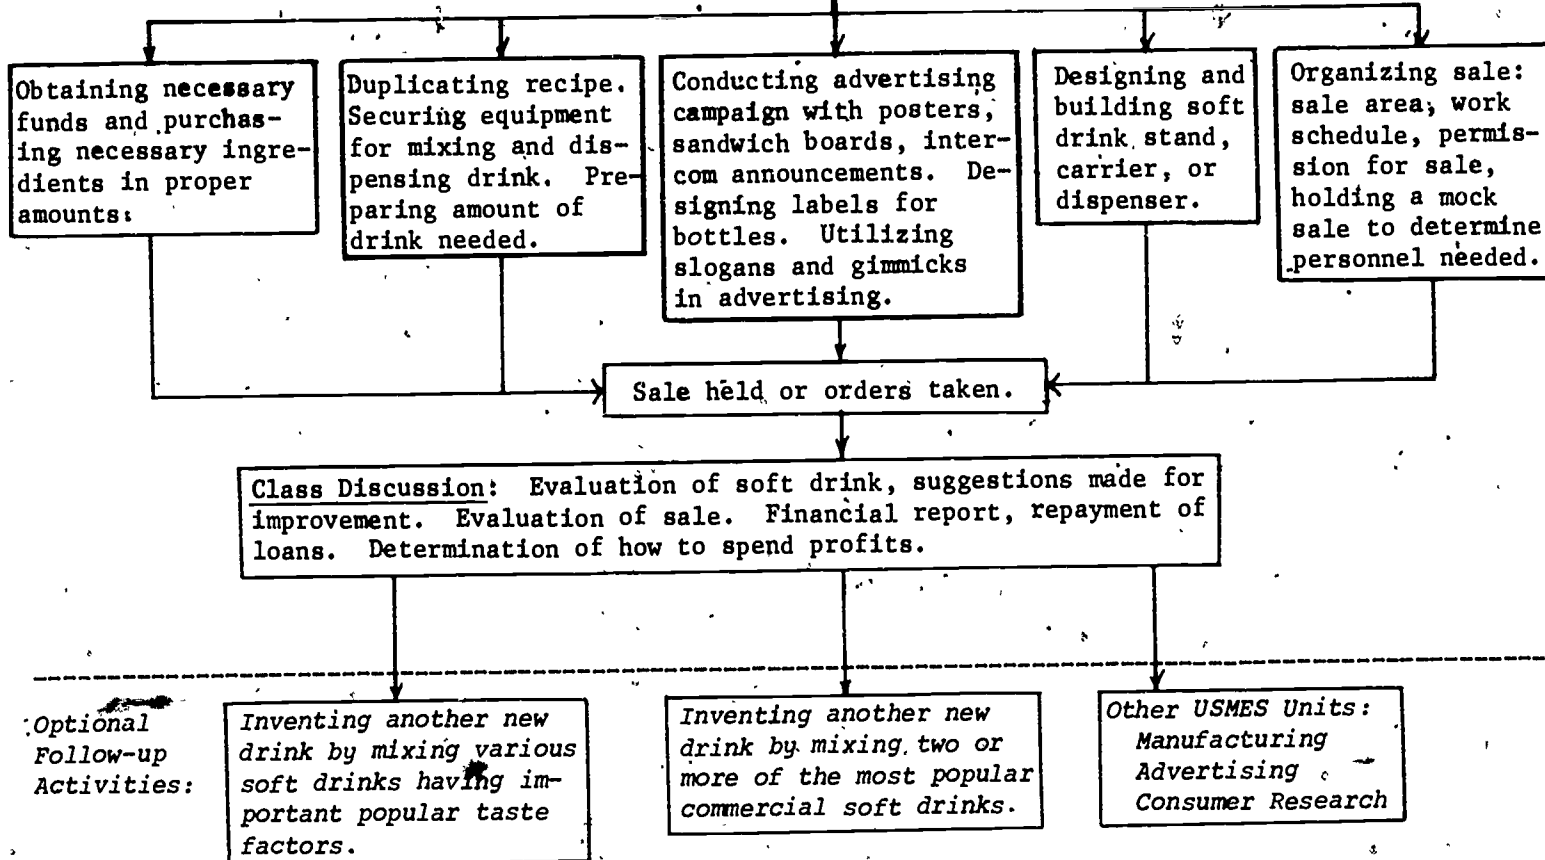 Obtaining necessary
funds and purchas-
ing necessary ingre-
dients in proper
amounts:
Duplicating recipe.
Securing equipment
for mixing and dis-
pensing drink. Pre-
paring amount of
drink needed.
Conducting advertising
campaign with posters,
sandwich boards, inter-
com announcements. De-
signing labels for
bottles. Utilizing
slogans and gimmicks
in advertising.
Designing and
building soft
drink stand,
carrier, or
dispenser.
Organizing sale:
sale area, work
schedule, permis-
sion for sale,
holding a mock
sale to determine
personnel needed.
Sale held or orders taken.
Class Discussion: Evaluation of soft drink, suggestions made for
improvement. Evaluation of sale. Financial report, repayment of
loans. Determination of how to spend profits.
Optional
Follow-up
Activities:
Inventing another new
drink by mixing various
soft drinks having im-
portant popular taste
factors.
Inventing another new
drink by mixing two or
more of the most popular
commercial soft drinks.
Other USMES Units:
Manufacturing
Advertising
Consumer Research